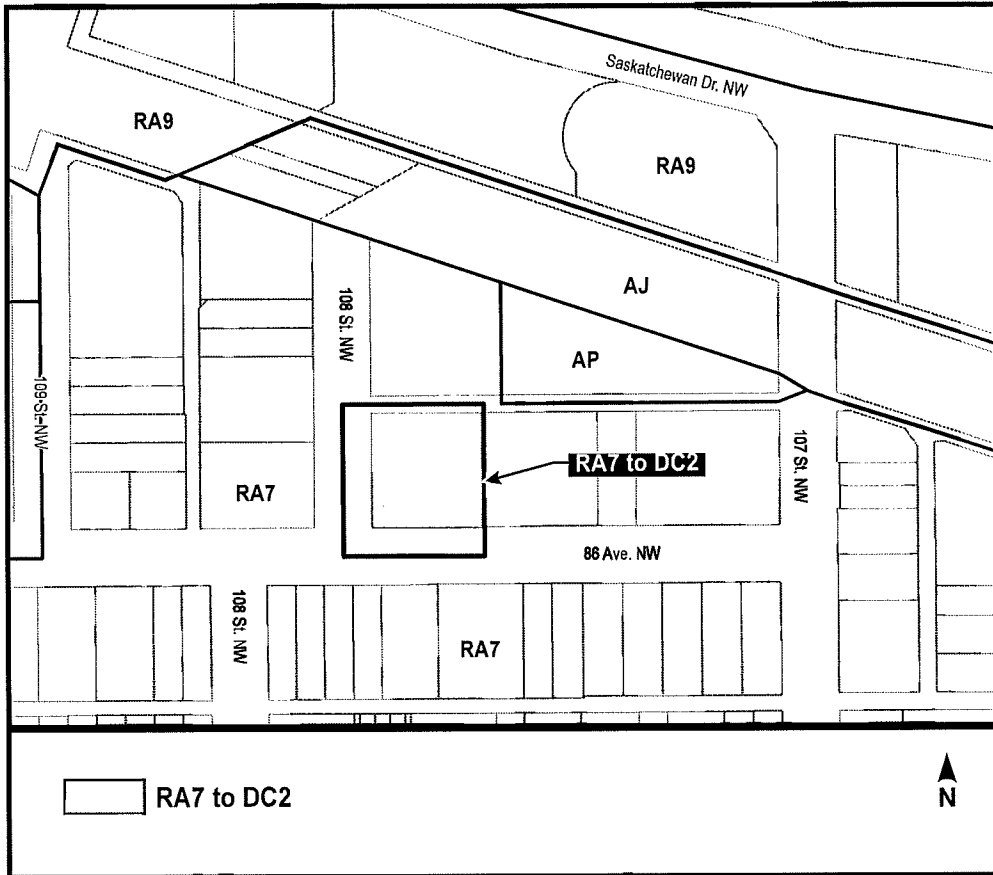 Saskatchewan Dr. NW
RA9
RA9
AJ
108 St. NW
AP
109 St. NW
RA7 to DC2
107 St. NW
RA7
86 Ave. NW
108 St. NW
RA7
RA7 to DC2
N